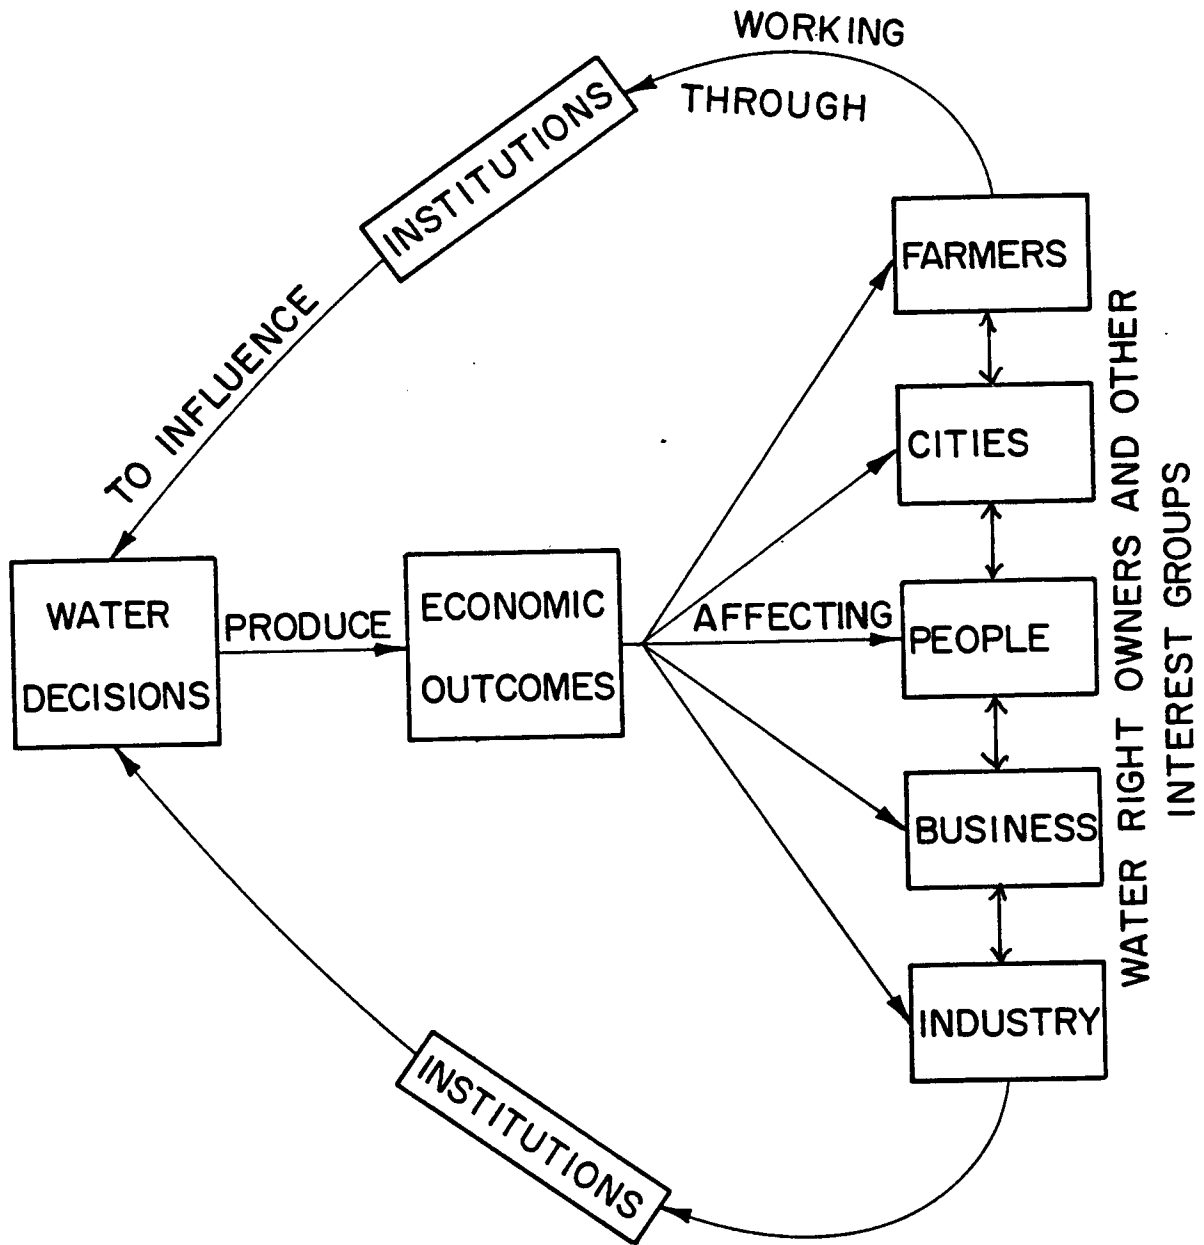 WORKING
THROUGH
INSTITUTIONS
TO INFLUENCE
FARMERS
CITIES
WATER
DECISIONS
PRODUCE
ECONOMIC
OUTCOMES
AFFECTING
PEOPLE
BUSINESS
INDUSTRY
WATER RIGHT OWNERS AND OTHER
INTEREST GROUPS
INSTITUTIONS